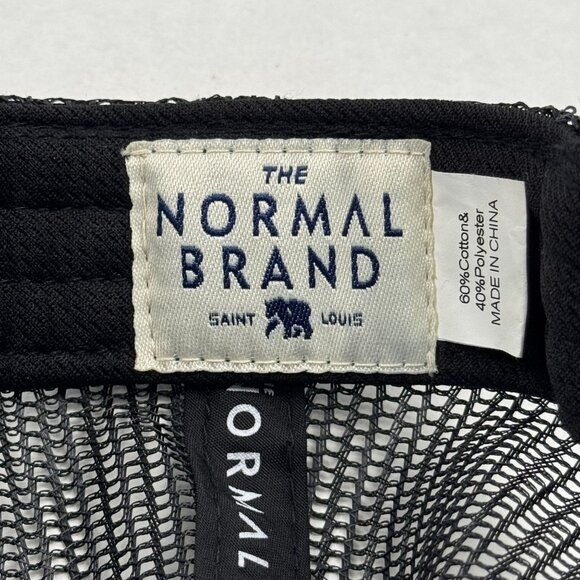 THE
NORMAL
BRAND
SAINT LOUIS
60%Cotton&
40%Polyester
MADE IN CHINA
NORMAL